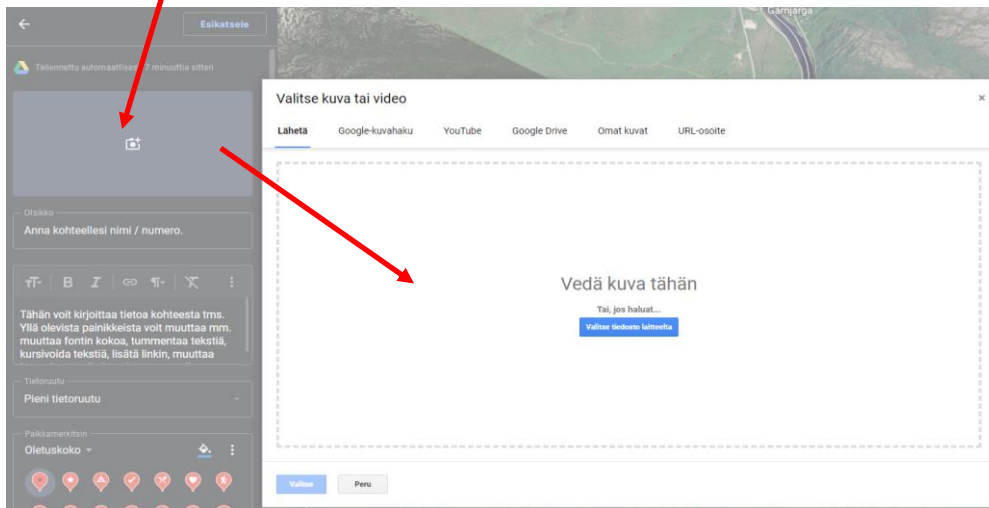 Gámjárga
Esikatsele
Tallennettu automaattisesti 7 minuuttia sitten
Otsikko
Anna kohteellesi nimi / numero.
Tähän voit kirjoittaa tietoa kohteesta tms.
Yllä olevista painikkeista voit muuttaa mm.
muuttaa fontin kokoa, tummentaa tekstiä,
kursivoida tekstiä, lisätä linkin, muuttaa
Tietoruutu
Pieni tietoruutu
Paikkamerkitsin
Oletuskoko
Valitse kuva tai video
Lähetä Google-kuvahaku YouTube Google Drive Omat kuvat URL-osoite
Vedä kuva tähän
Tai, jos haluat...
Valitse tiedosto laitteelta
Valitse Peru